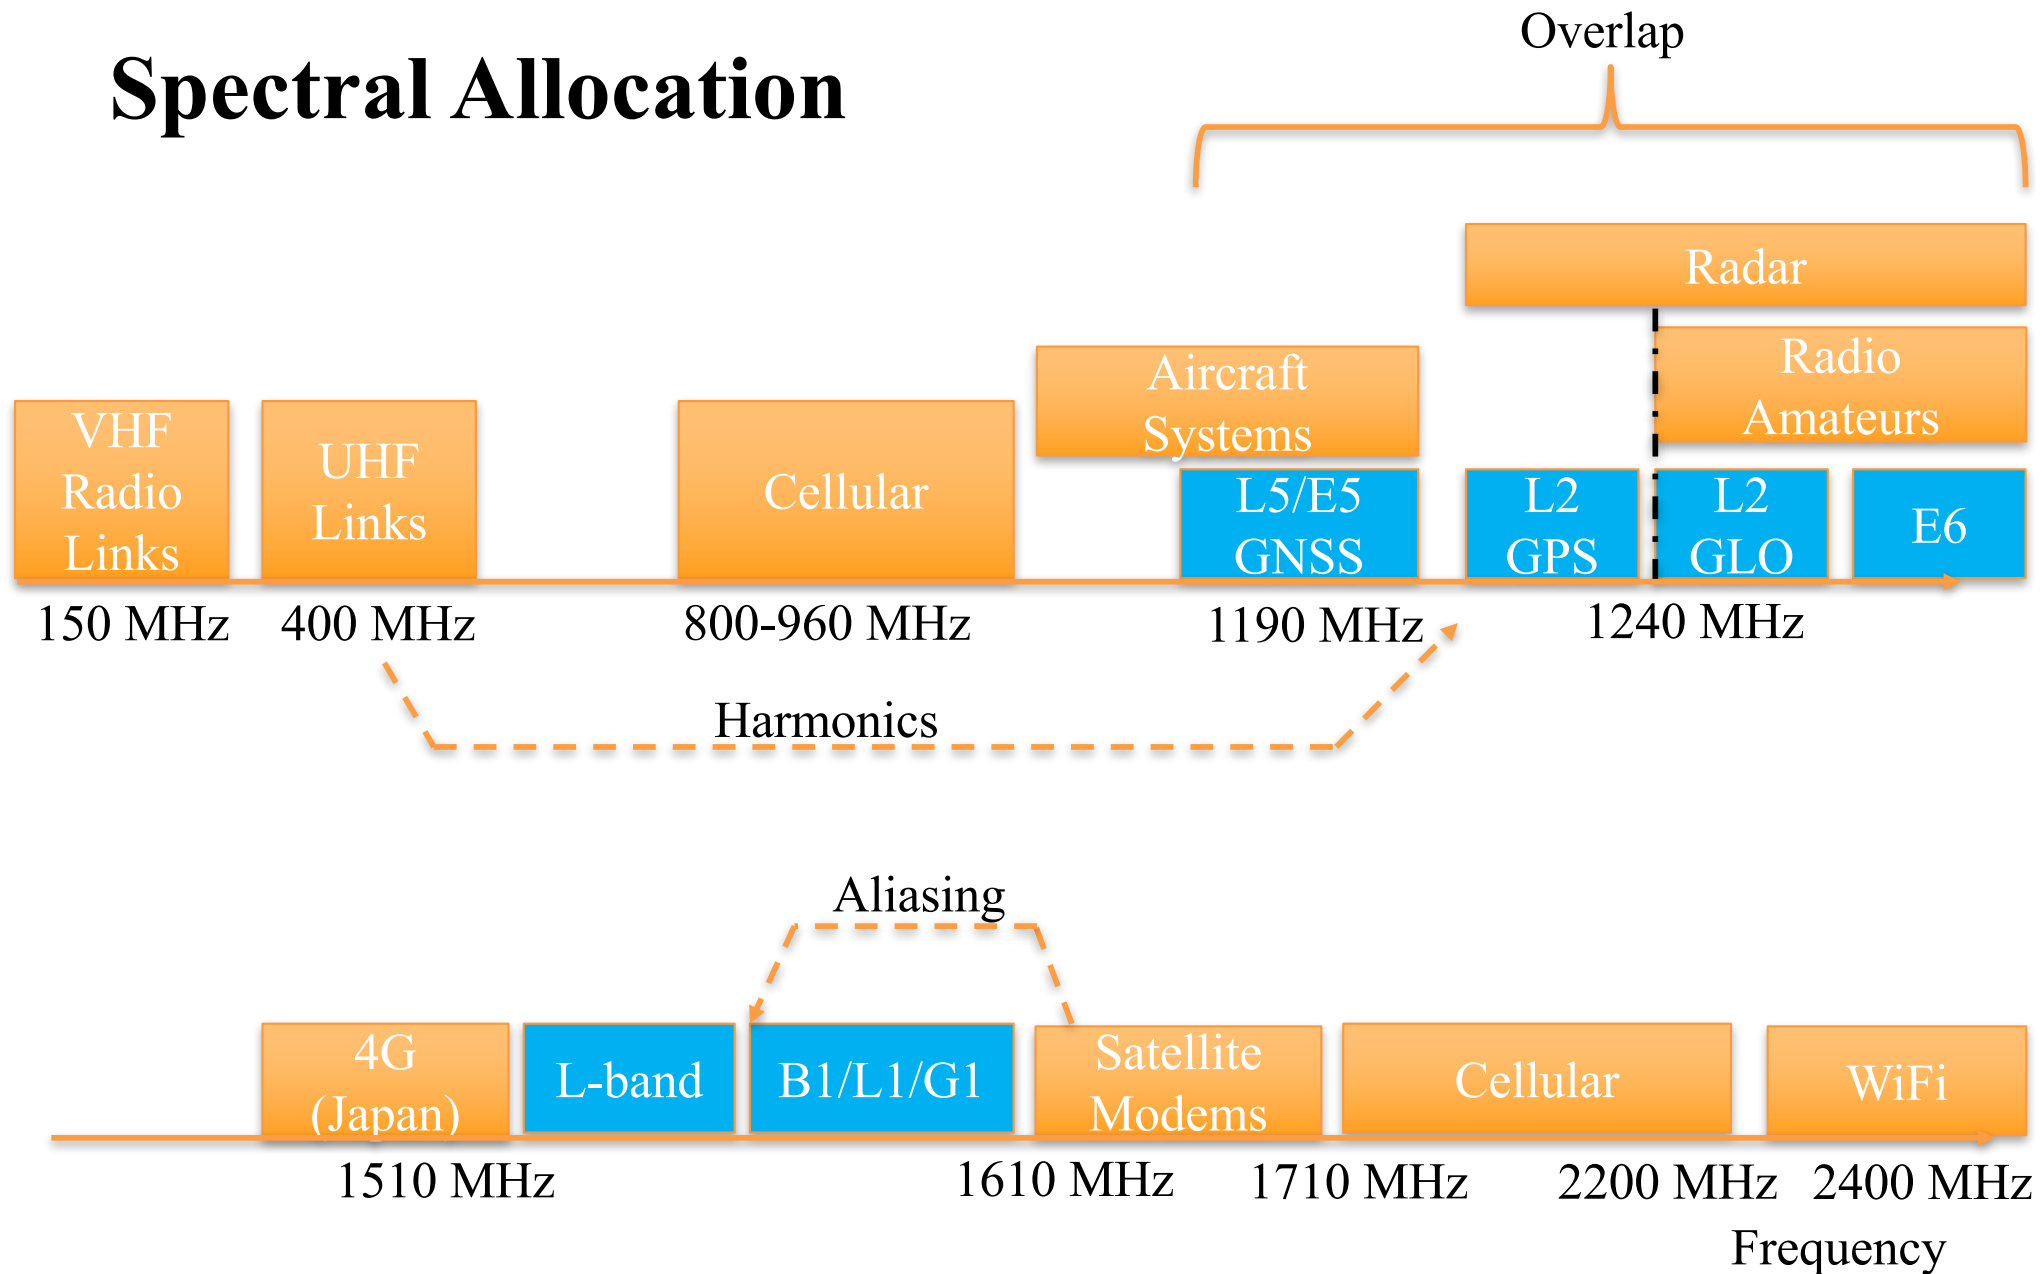 Spectral Allocation
Overlap
Radar
Radio
Amateurs
Aircraft
Systems
VHF
Radio
Links
UHF
Links
Cellular
L5/E5
GNSS
L2
GPS
L2
GLO
E6
150 MHz
400 MHz
800-960 MHz
1190 MHz
1240 MHz
Harmonics
Aliasing
4G
(Japan)
L-band
B1/L1/G1
Satellite
Modems
Cellular
WiFi
1510 MHz
1610 MHz
1710 MHz
2200 MHz
2400 MHz
Frequency